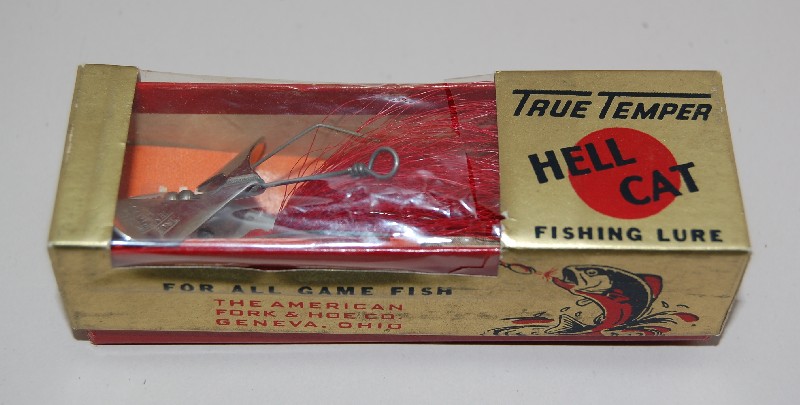 TRUE TEMPER
HELL
CAT
FISHING LURE
FOR ALL GAME FISH
THE AMERICAN
FORK & HOE CO.
GENEVA, OHIO